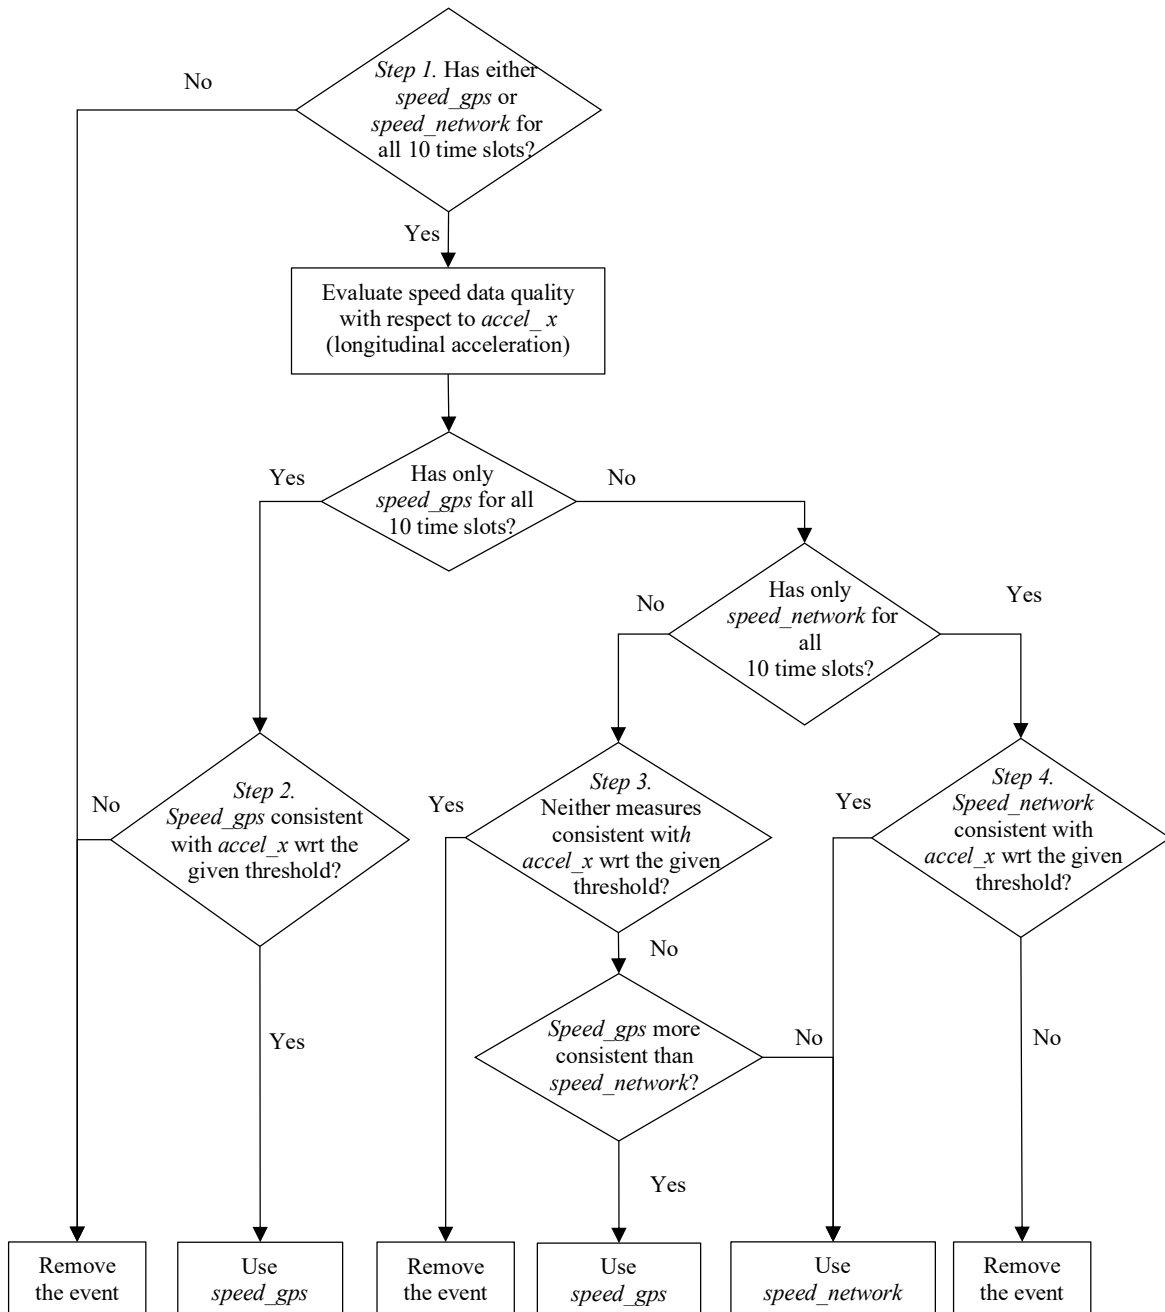 No
Step 1. Has either
speed_gps or
speed_network for
all 10 time slots?
Yes
Evaluate speed data quality
with respect to accel_ x
(longitudinal acceleration)
Yes
Has only
speed_gps for all
10 time slots?
No
No
Has only
speed_network for
all
10 time slots?
Yes
No
Step 2.
Speed_gps consistent
with accel_x wrt the
given threshold?
Yes
Step 3.
Neither measures
consistent with
accel_x wrt the given
threshold?
Yes
Step 4.
Speed_network
consistent with
accel_x wrt the given
threshold?
No
Yes
Speed_gps more
consistent than
speed_network?
No
No
Yes
Remove
the event
Use
speed_gps
Remove
the event
Use
speed_gps
Use
speed_network
Remove
the event